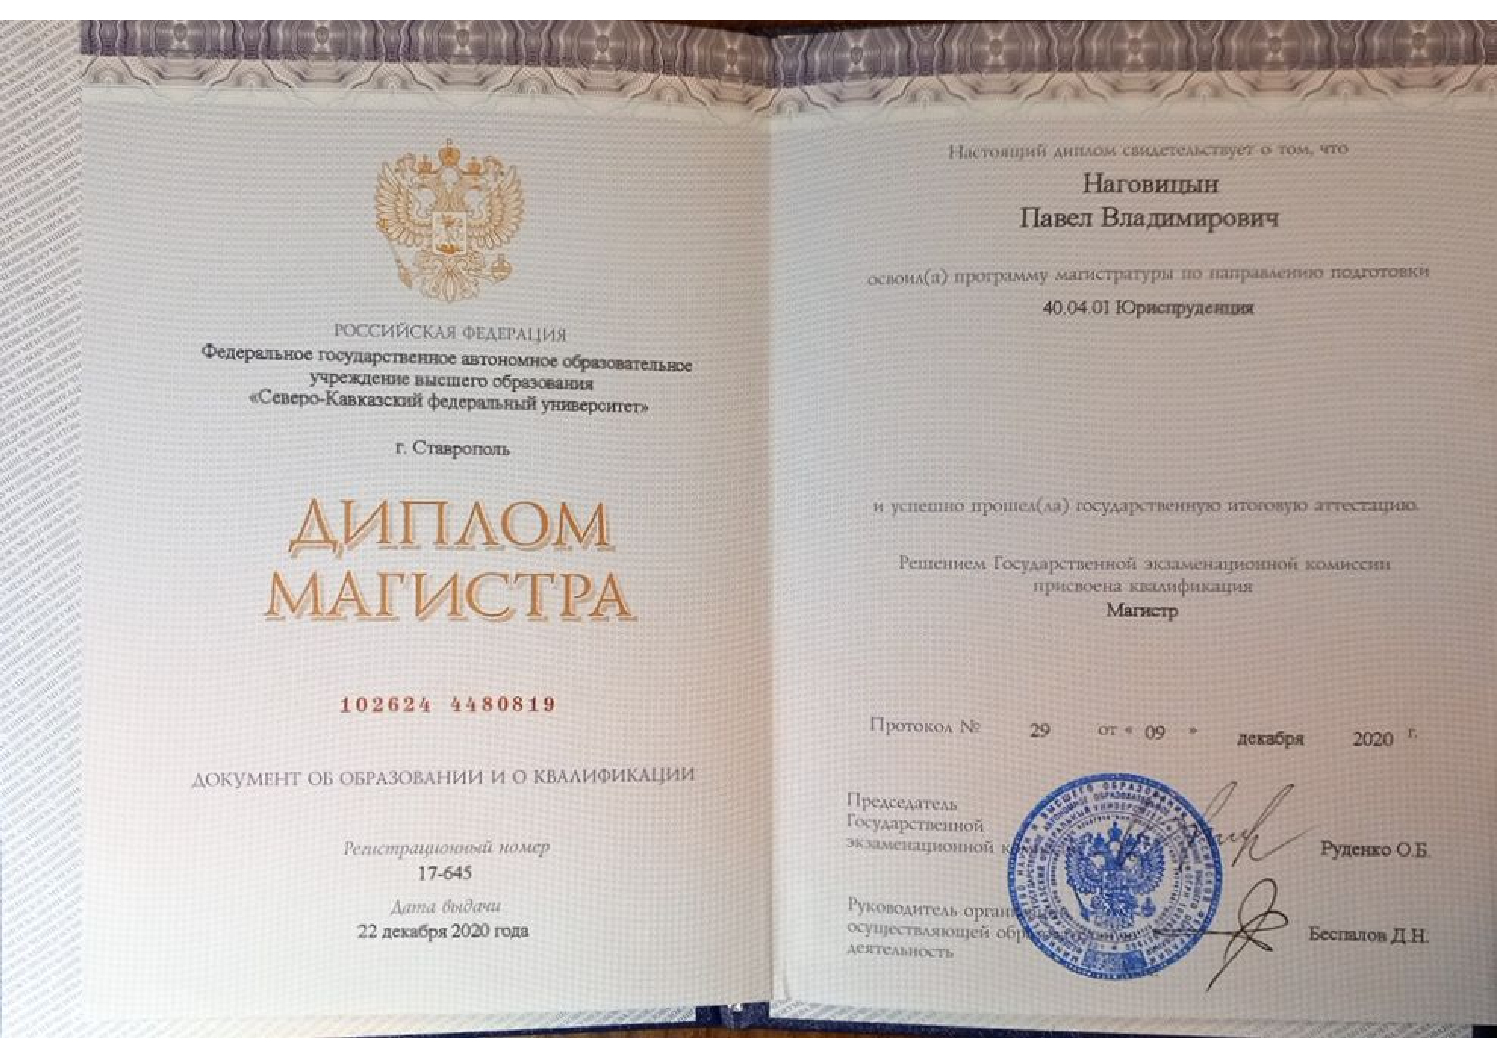 РОССИЙСКАЯ ФЕДЕРАЦИЯ
Федеральное государственное автономное образовательное
учреждение высшего образования
«Северо-Кавказский федеральный университет»
г. Ставрополь
ДИПЛОМ
МАГИСТРА
102624 4480819
ДОКУМЕНТ ОБ ОБРАЗОВАНИИ И О КВАЛИФИКАЦИИ
Регистрационный номер
17-645
Дата выдачи
22 декабря 2020 года
Настоящий диплом свидетельствует о том, что
Наговицын
Павел Владимирович
освоил(а) программу магистратуры по направлению подготовки
40.04.01 Юриспруденция
и успешно прошел(ла) государственную итоговую аттестацию.
Решением Государственной экзаменационной комиссии
присвоена квалификация
Магистр
Протокол № 29 от « 09 » декабря 2020 г.
Председатель
Государственной
экзаменационной к
Руденко О.Б.
Руководитель орган
осуществляющей обр
деятельность
Беспалов Д.Н.